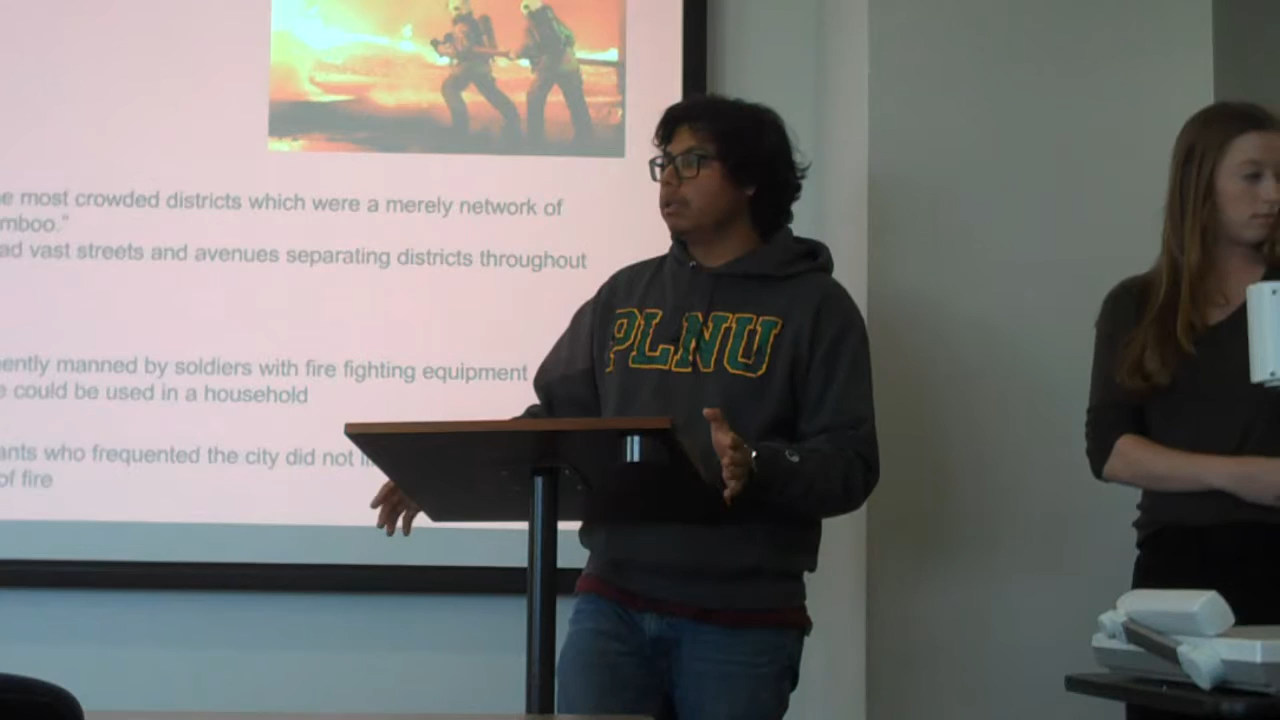 e most crowded districts which were a merely network of
mboo."
ad vast streets and avenues separating districts throughout
ently manned by soldiers with fire fighting equipment
e could be used in a household
ants who frequented the city did not
of fire
PLNU